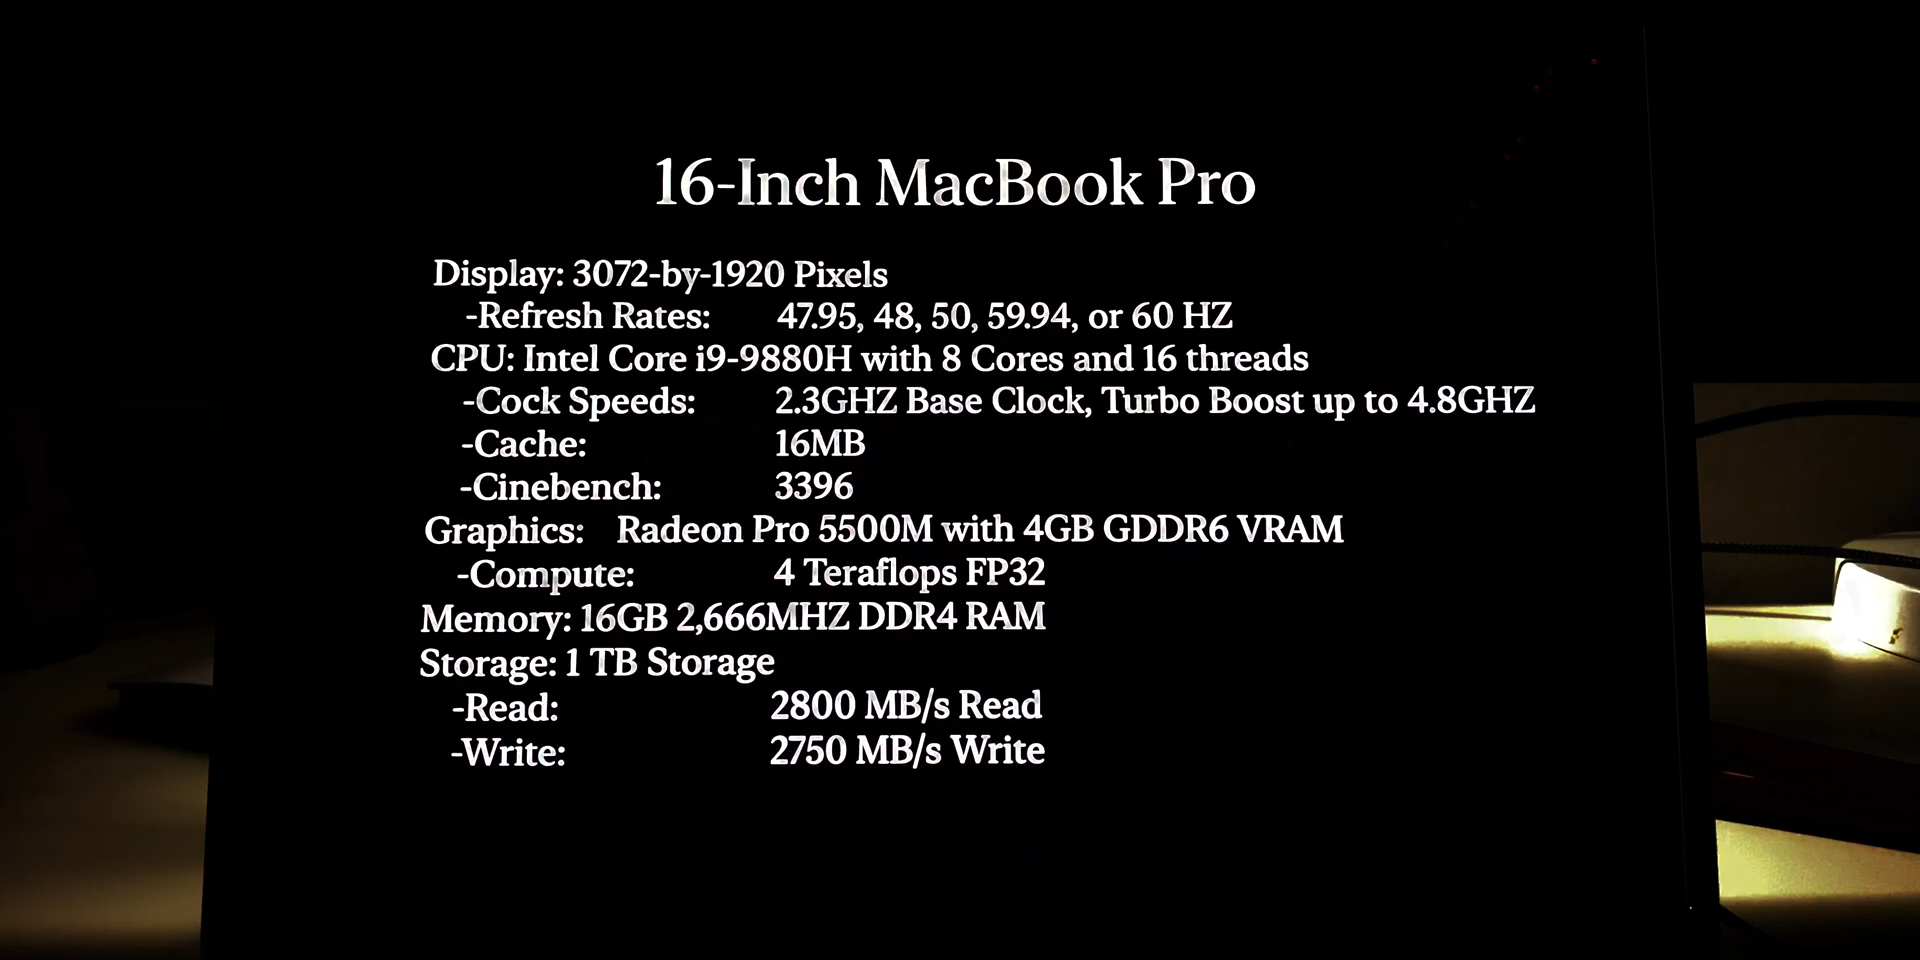 16-Inch MacBook Pro
Display: 3072-by-1920 Pixels
-Refresh Rates: 47.95, 48, 50, 59.94, or 60 HZ
CPU: Intel Core i9-9880H with 8 Cores and 16 threads
-Cock Speeds: 2.3GHZ Base Clock, Turbo Boost up to 4.8GHZ
-Cache: 16MB
-Cinebench: 3396
Graphics: Radeon Pro 5500M with 4GB GDDR6 VRAM
-Compute: 4 Teraflops FP32
Memory: 16GB 2,666MHZ DDR4 RAM
Storage: 1 TB Storage
-Read: 2800 MB/s Read
-Write: 2750 MB/s Write